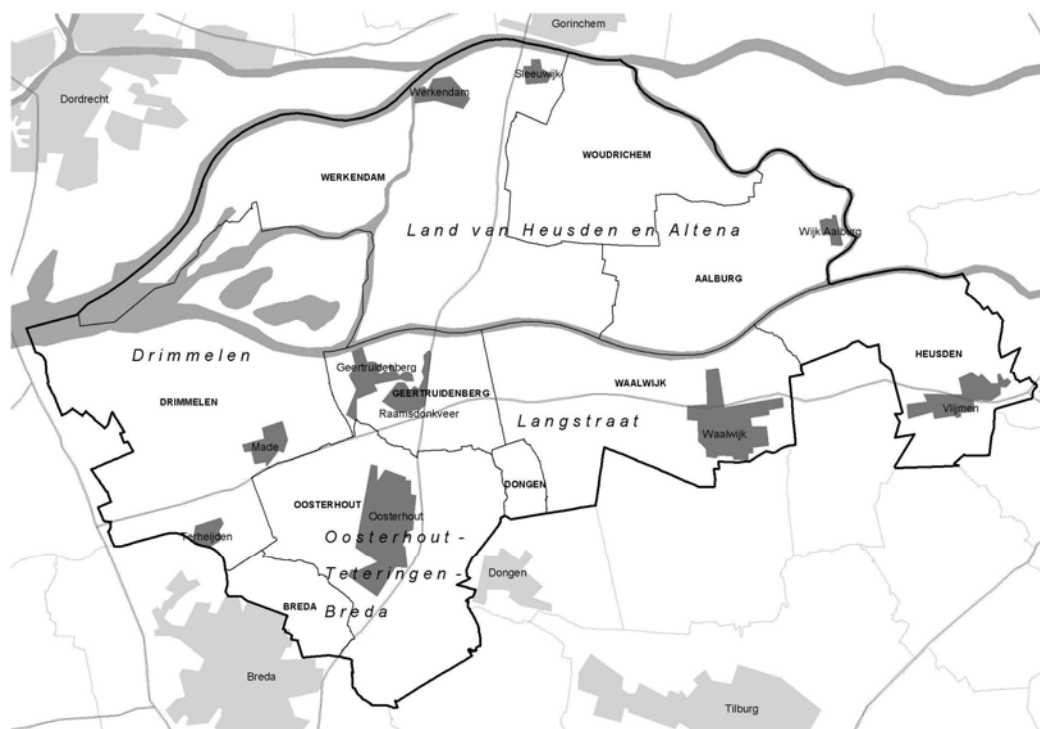 Gorinchem
Sleeuwijk
Werkendam
Dordrecht
WOUDRICHEM
WERKENDAM
Land van Heusden en Altena
Wijk Aalburg
AALBURG
Drimmelen
HEUSDEN
Geertruidenberg
WAALWIJK
GEERTRUIDENBERG
DRIMMELEN
Raamsdonkveer
Vlijmen
Langstraat
Waalwijk
Made
DONGEN
OOSTERHOUT
Oosterhout
Terheijden
Oosterhout -
Teteringen -
Breda
Dongen
BREDA
Breda
Tilburg